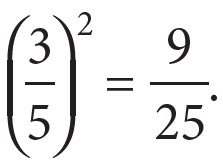 (3/5)² = 9/25.